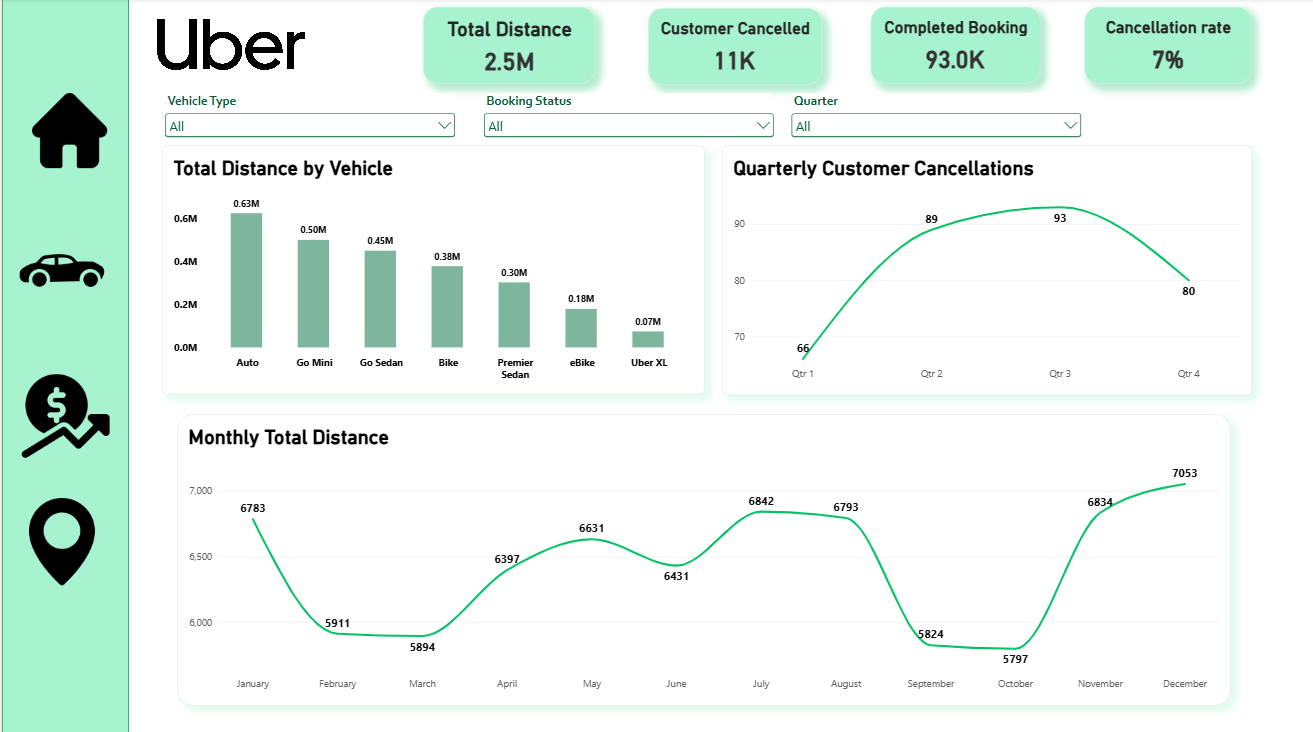 Uber
Total Distance
2.5M
Customer Cancelled
11K
Completed Booking
93.0K
Cancellation rate
7%
Vehicle Type
All
Booking Status
All
Quarter
All
Total Distance by Vehicle
0.6M
0.4M
0.2M
0.0M
0.63M
0.50M
0.45M
0.38M
0.30M
0.18M
0.07M
Auto
Go Mini
Go Sedan
Bike
Premier
Sedan
eBike
Uber XL
Quarterly Customer Cancellations
90
80
70
66
89
93
80
Qtr 1
Qtr 2
Qtr 3
Qtr 4
$
Monthly Total Distance
7,000
6,500
6,000
6783
5911
5894
6397
6631
6431
6842
6793
5824
5797
6834
7053
January
February
March
April
May
June
July
August
September
October
November
December